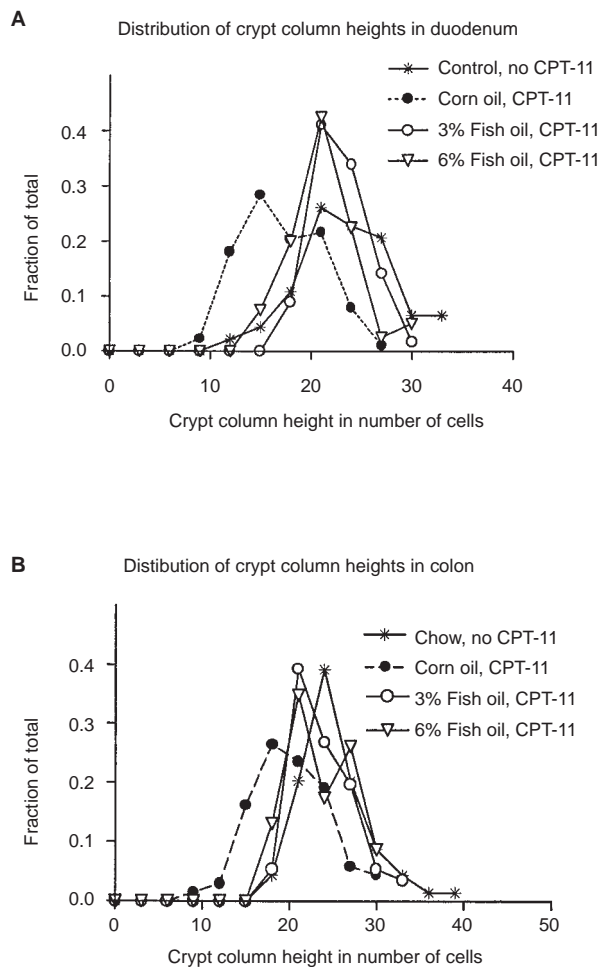 A
Distribution of crypt column heights in duodenum
Control, no CPT-11
Corn oil, CPT-11
3% Fish oil, CPT-11
6% Fish oil, CPT-11
Fraction of total
0.4
0.3
0.2
0.1
0.0
0 10 20 30 40
Crypt column height in number of cells
B
Distibution of crypt column heights in colon
Chow, no CPT-11
Corn oil, CPT-11
3% Fish oil, CPT-11
6% Fish oil, CPT-11
Fraction of total
0.4
0.3
0.2
0.1
0.0
0 10 20 30 40 50
Crypt column height in number of cells